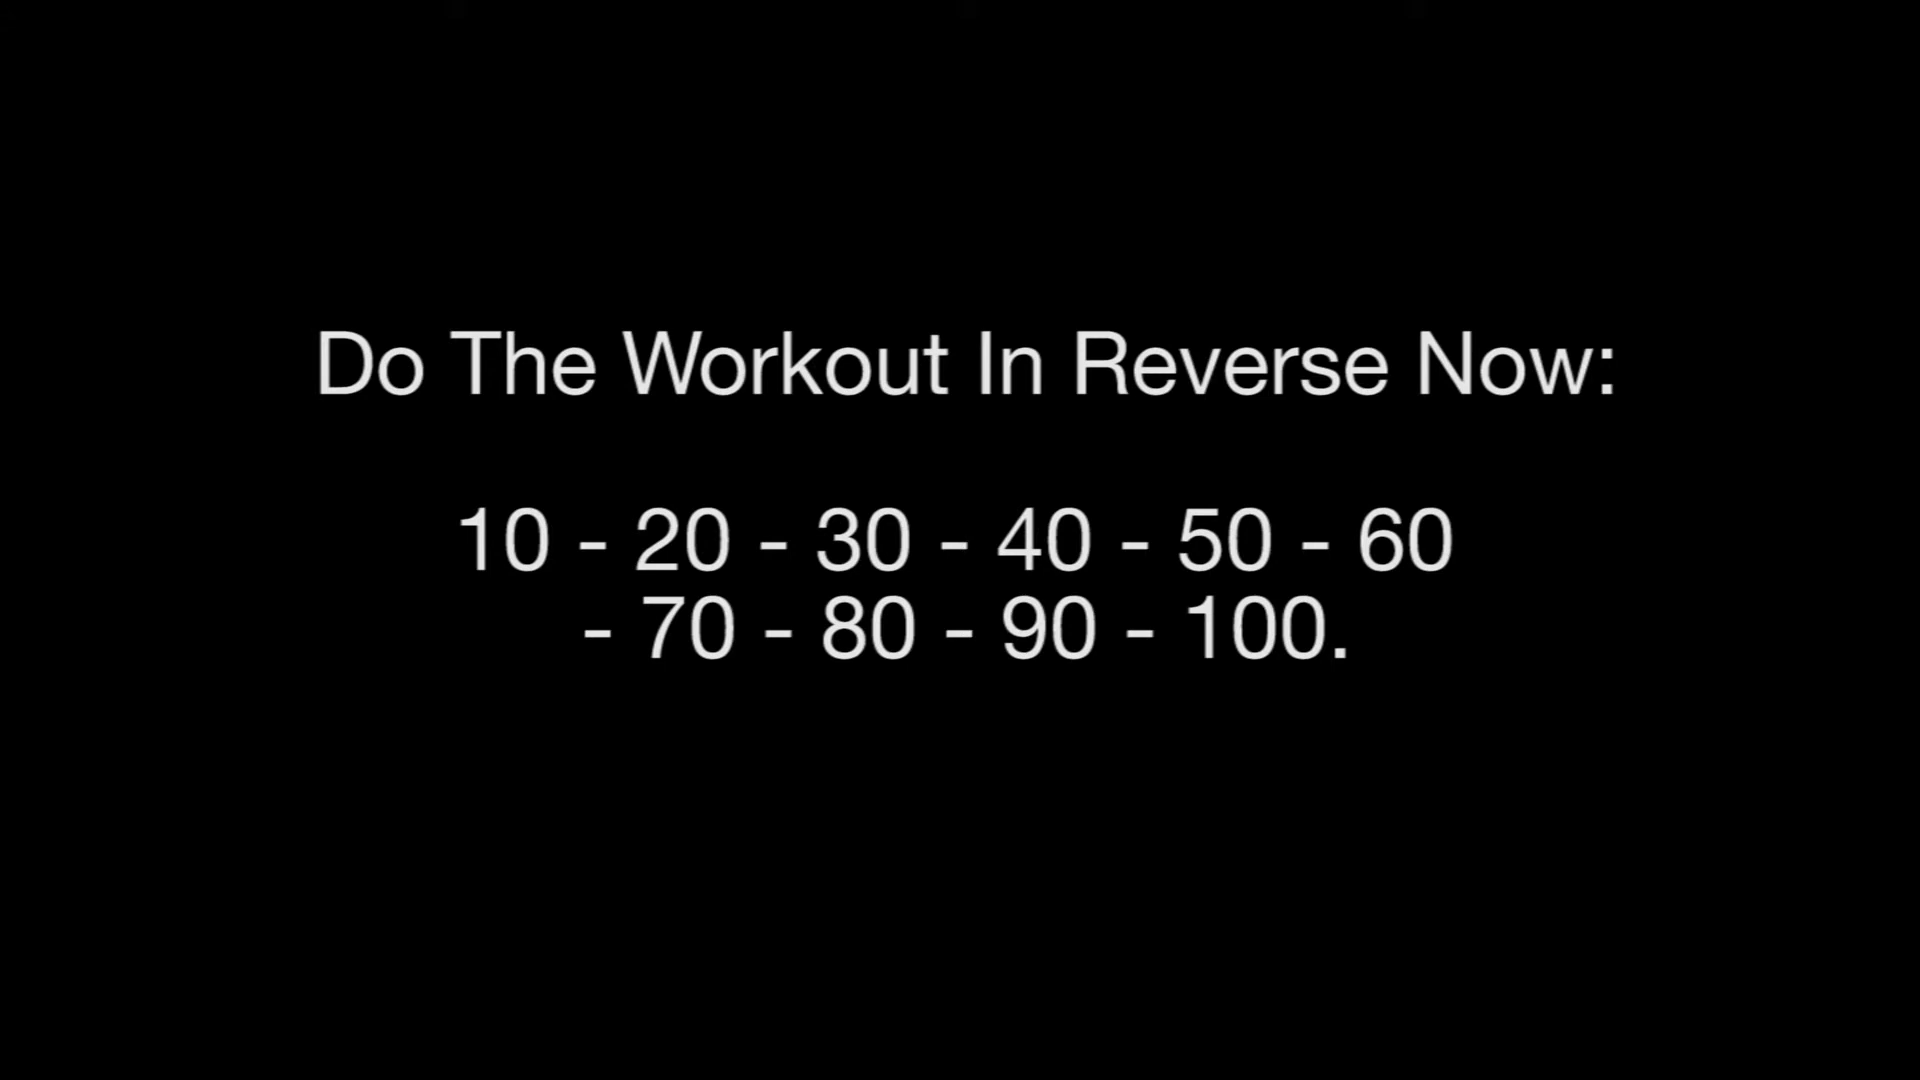 Do The Workout In Reverse Now:
10 - 20 - 30 - 40 - 50 - 60
- 70 - 80 - 90 - 100.